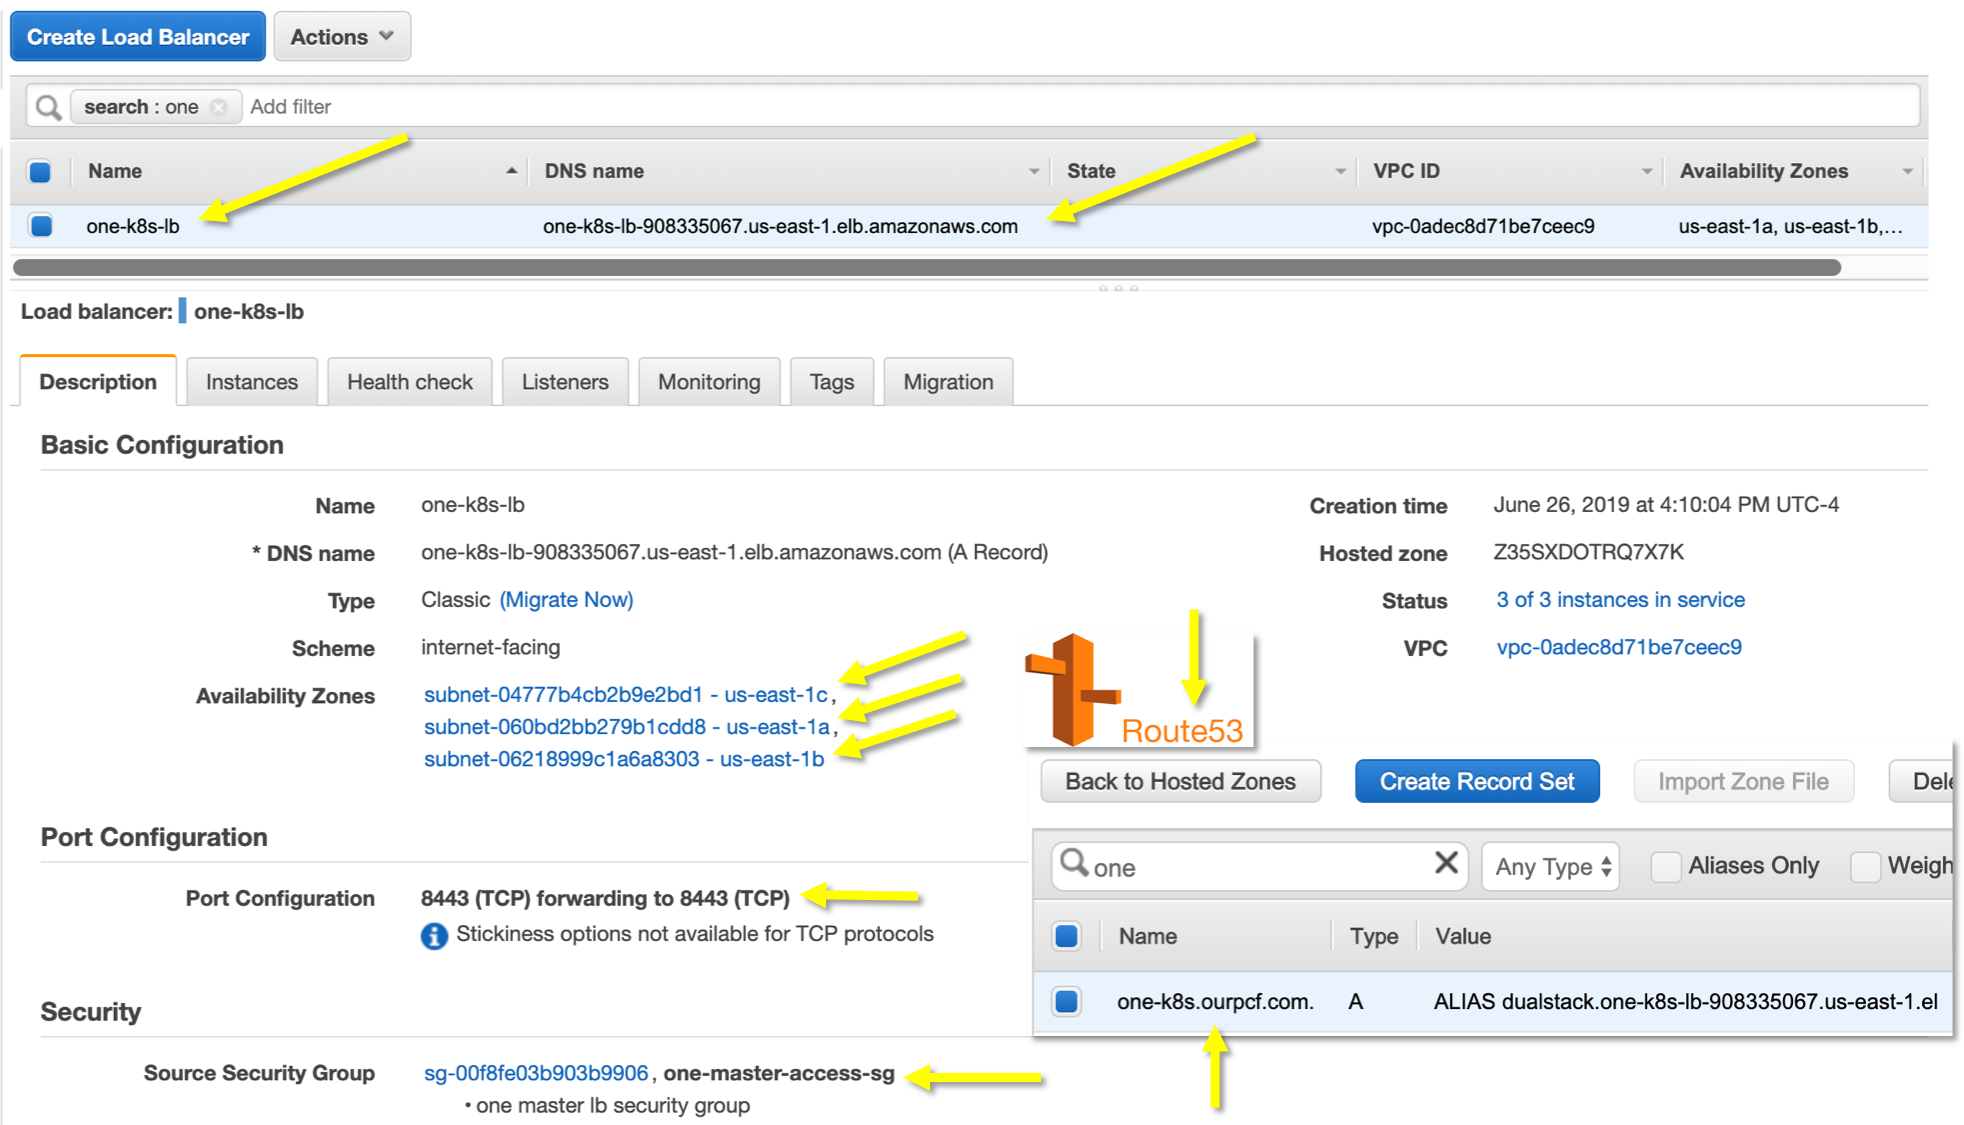 Create Load Balancer Actions
search : one Add filter
Name DNS name State VPC ID Availability Zones
one-k8s-lb one-k8s-lb-908335067.us-east-1.elb.amazonaws.com vpc-0adec8d71be7ceec9 us-east-1a, us-east-1b,...
Load balancer: one-k8s-lb
Description Instances Health check Listeners Monitoring Tags Migration
Basic Configuration
Name one-k8s-lb Creation time June 26, 2019 at 4:10:04 PM UTC-4
* DNS name one-k8s-lb-908335067.us-east-1.elb.amazonaws.com (A Record) Hosted zone Z35SXDOTRQ7X7K
Type Classic (Migrate Now) Status 3 of 3 instances in service
Scheme internet-facing VPC vpc-0adec8d71be7ceec9
Availability Zones subnet-04777b4cb2b9e2bd1 - us-east-1c,
subnet-060bd2bb279b1cdd8 - us-east-1a,
subnet-06218999c1a6a8303 - us-east-1b
Port Configuration
Port Configuration 8443 (TCP) forwarding to 8443 (TCP)
Stickiness options not available for TCP protocols
Security
Source Security Group sg-00f8fe03b903b9906, one-master-access-sg
• one master lb security group
Route53
Back to Hosted Zones Create Record Set Import Zone File Dele
one Any Type Aliases Only Weigh
Name Type Value
one-k8s.ourpcf.com. A ALIAS dualstack.one-k8s-lb-908335067.us-east-1.el